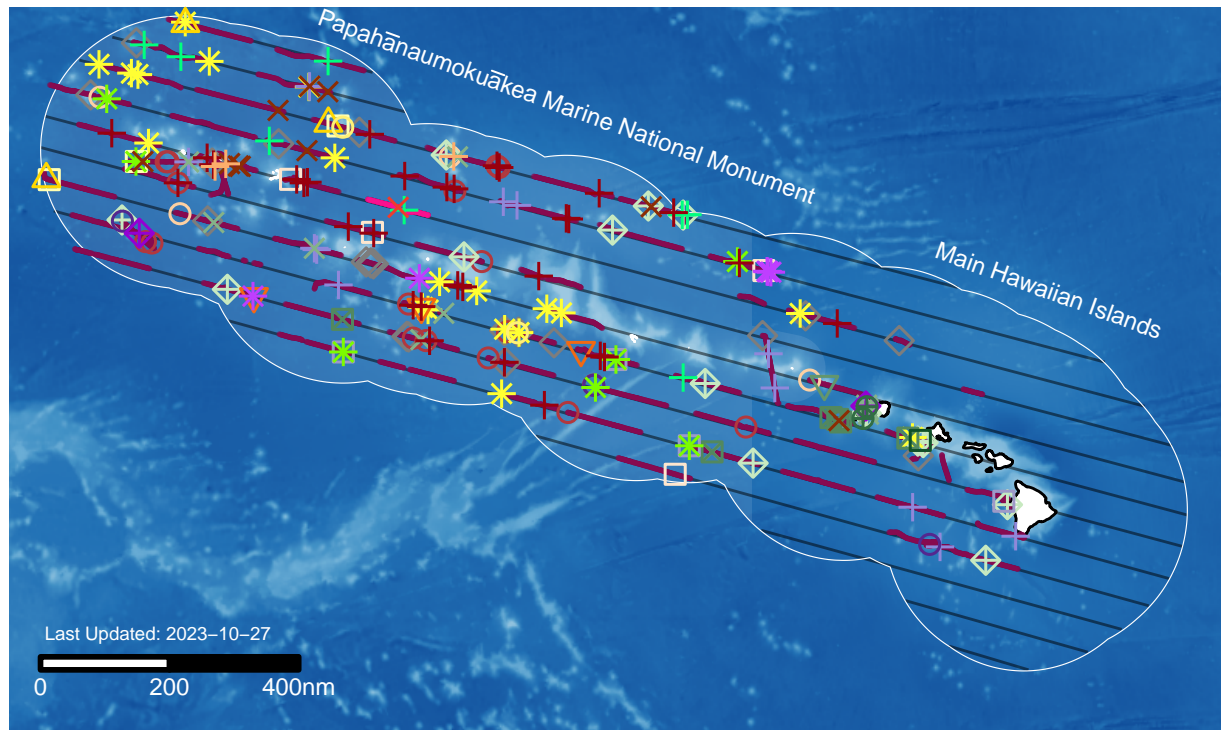 Papahānaumokuākea Marine National Monument
Main Hawaiian Islands
Last Updated: 2023−10−27
0 200 400nm